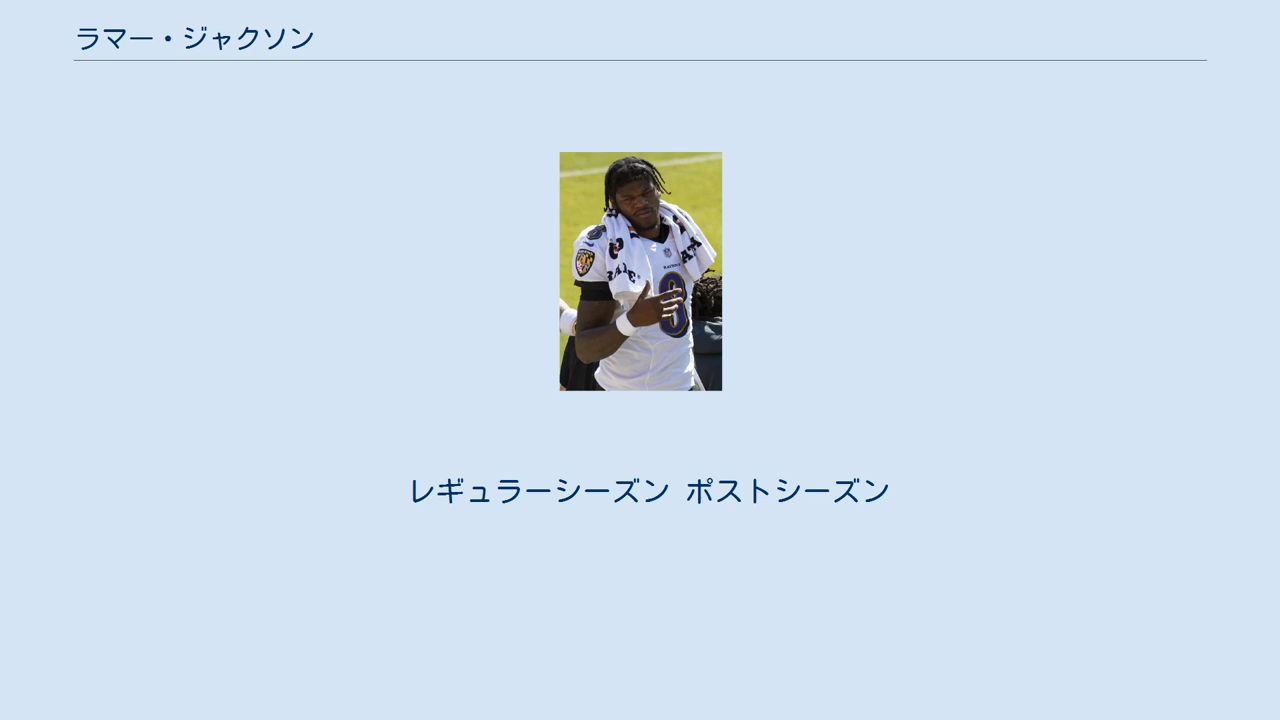 ラマー・ジャクソン
8
レギュラーシーズン ポストシーズン